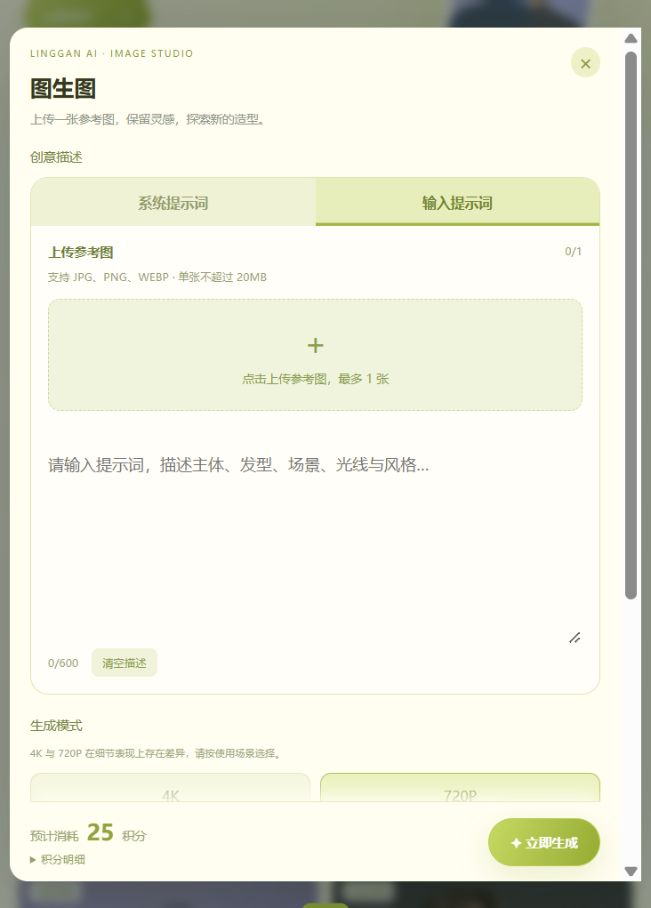 LINGGAN AI · IMAGE STUDIO
图生图
上传一张参考图，保留灵感，探索新的造型。
创意描述
系统提示词
输入提示词
上传参考图
0/1
支持 JPG、PNG、WEBP · 单张不超过 20MB
点击上传参考图，最多 1 张
请输入提示词，描述主体、发型、场景、光线与风格...
0/600
清空描述
生成模式
4K 与 720P 在细节表现上存在差异，请按使用场景选择。
4K
720P
预计消耗 25 积分
立即生成
积分明细